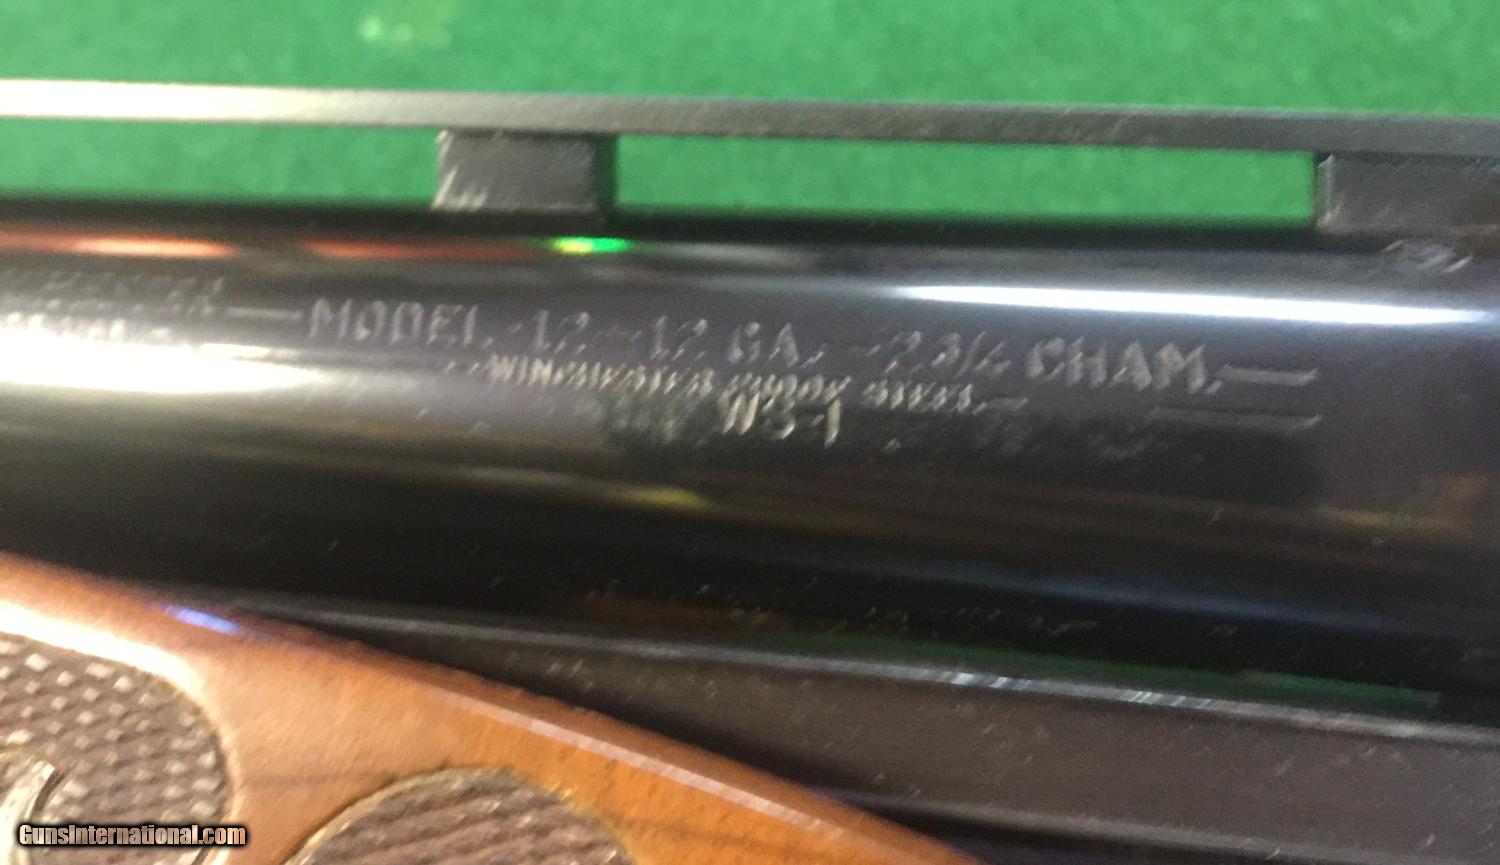 MODEL 12 -12 GA. -2 3/4 CHAM.
WINCHESTER PROOF STEEL
WS-1
GunsInternational.com